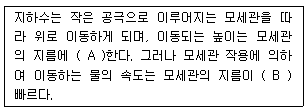 지하수는 작은 공극으로 이루어지는 모세관을 따
라 위로 이동하게 되며, 이동되는 높이는 모세관
의 지름에 ( A )한다. 그러나 모세관 작용에 의하
여 이동하는 물의 속도는 모세관의 지름이 ( B )
빠르다.